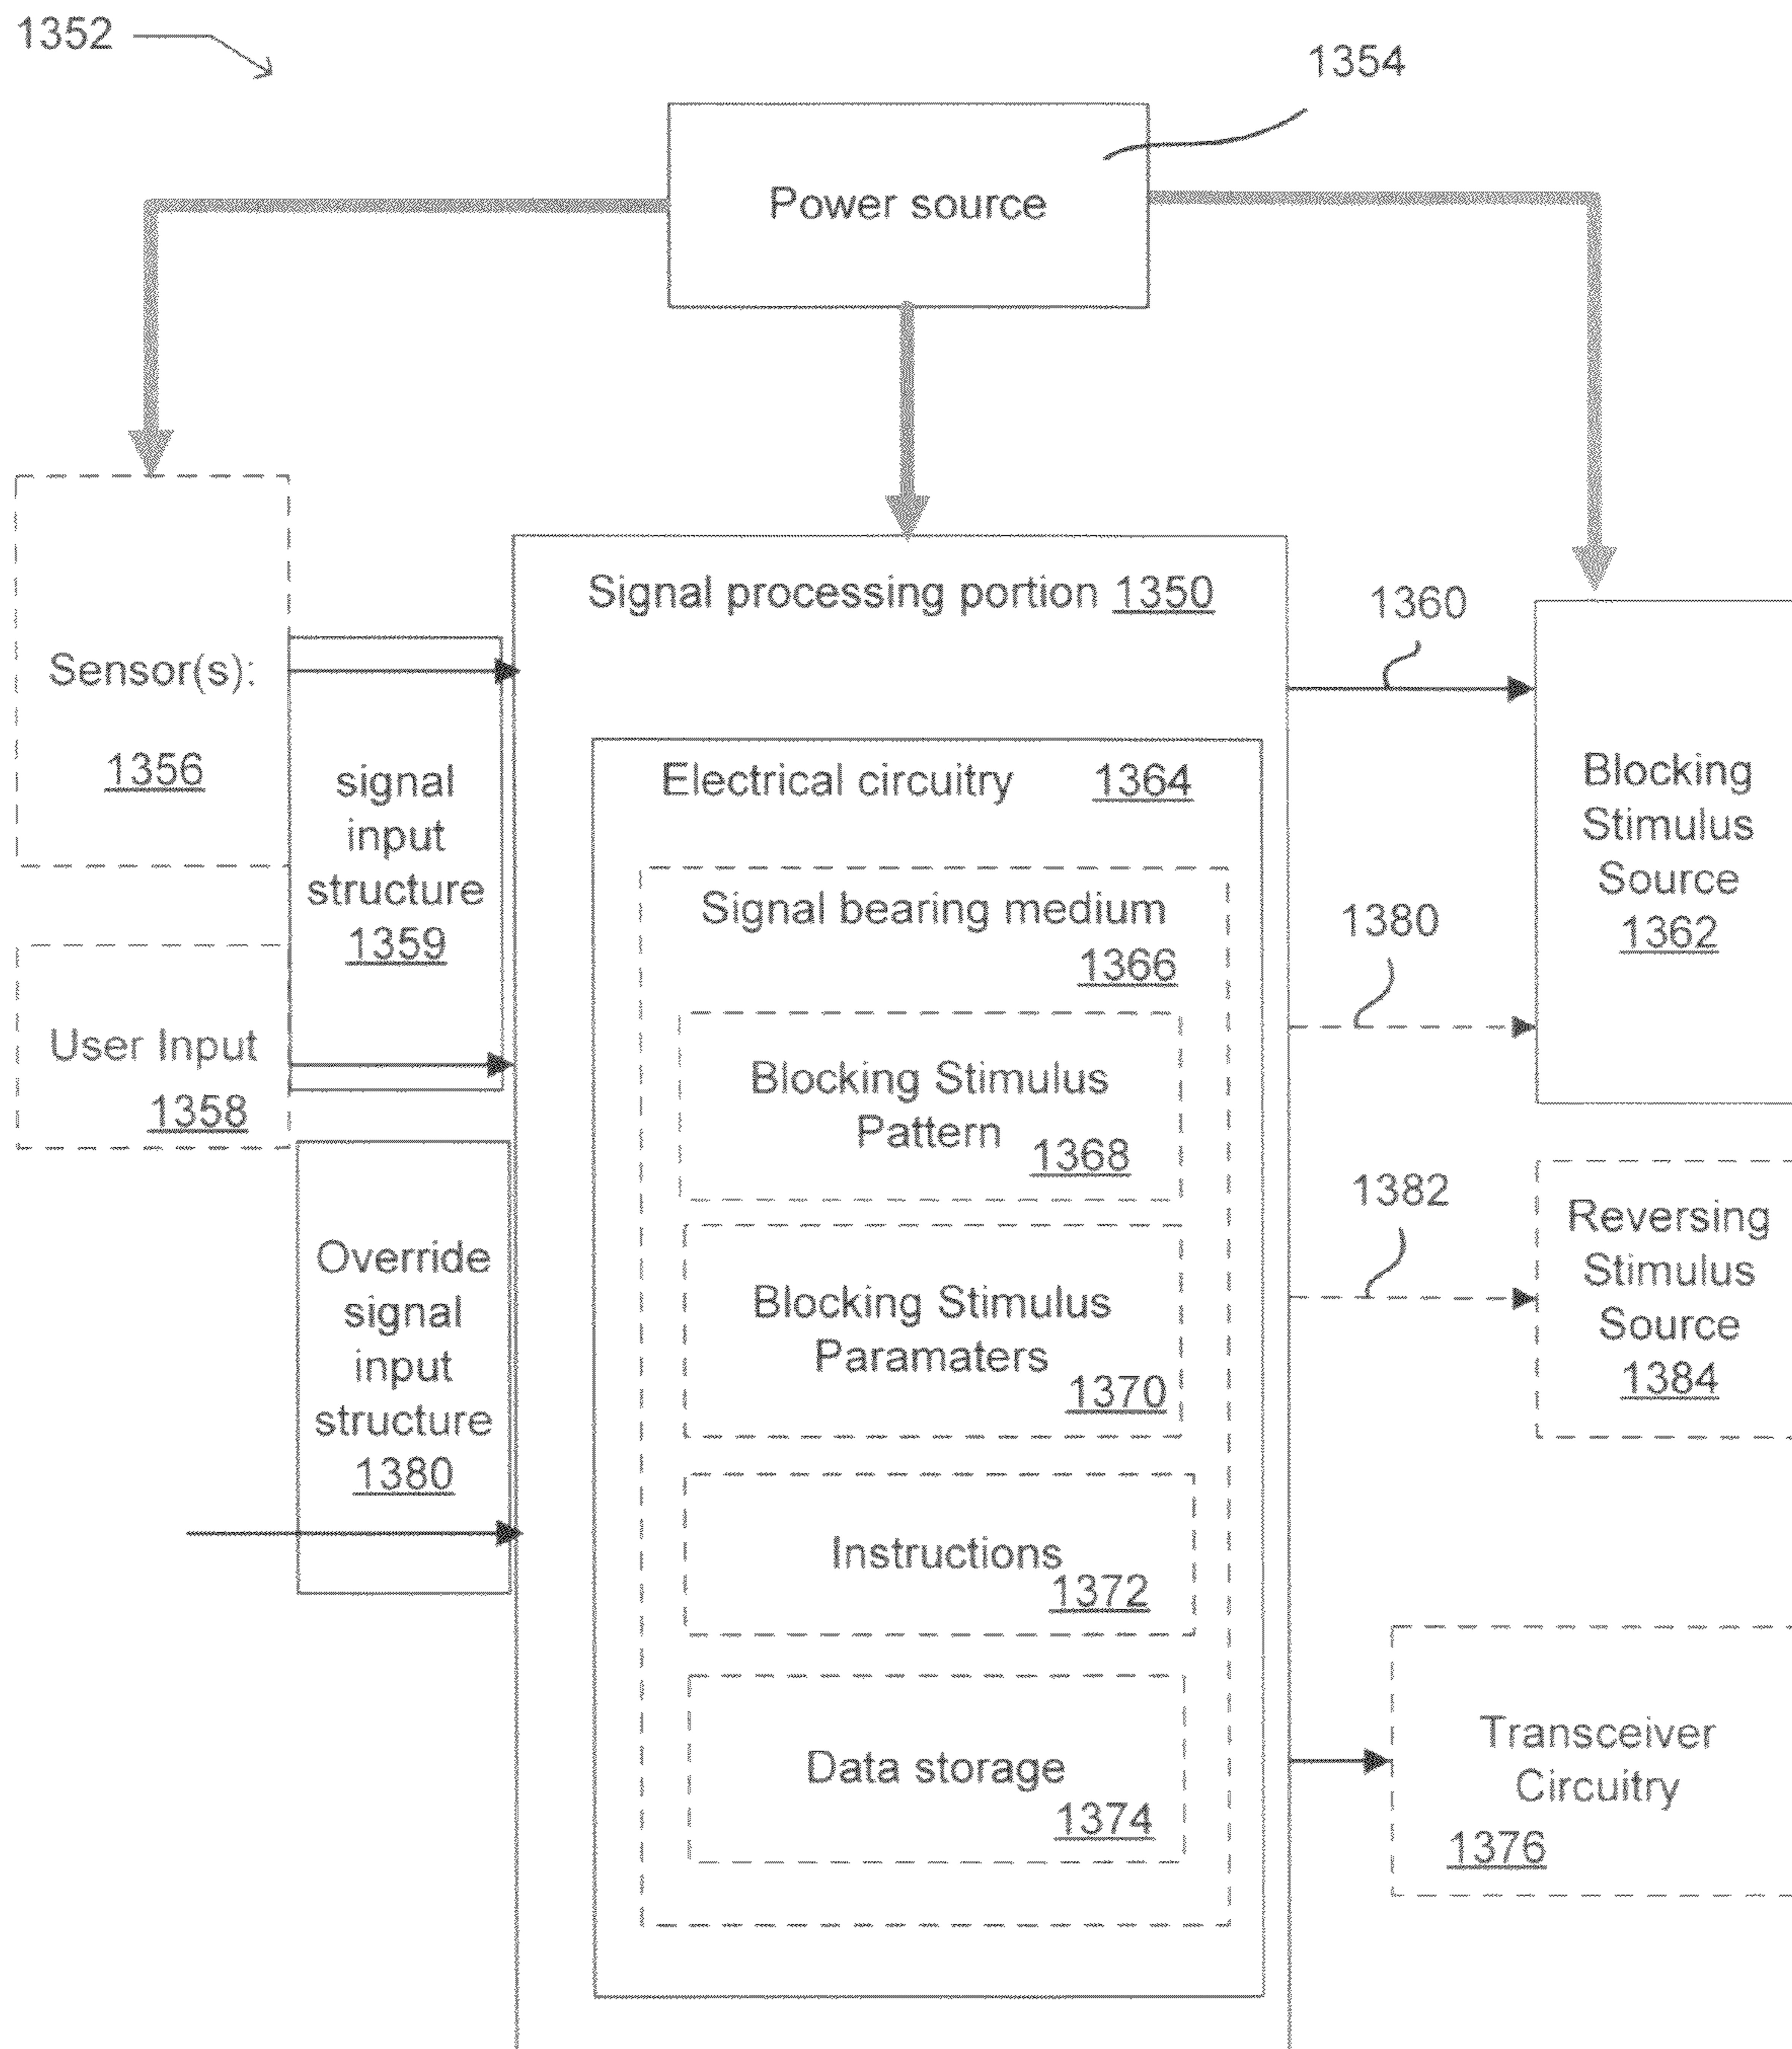 1352
1354
Power source
Signal processing portion 1350
Sensor(s):
1356
signal
input
structure
1359
User Input
1358
Override
signal
input
structure
1380
Electrical circuitry 1364
Signal bearing medium
1366
Blocking Stimulus
Pattern
1368
Blocking Stimulus
Paramaters
1370
Instructions
1372
Data storage
1374
1360
Blocking
Stimulus
Source
1362
1380
1382
Reversing
Stimulus
Source
1384
Transceiver
Circuitry
1376